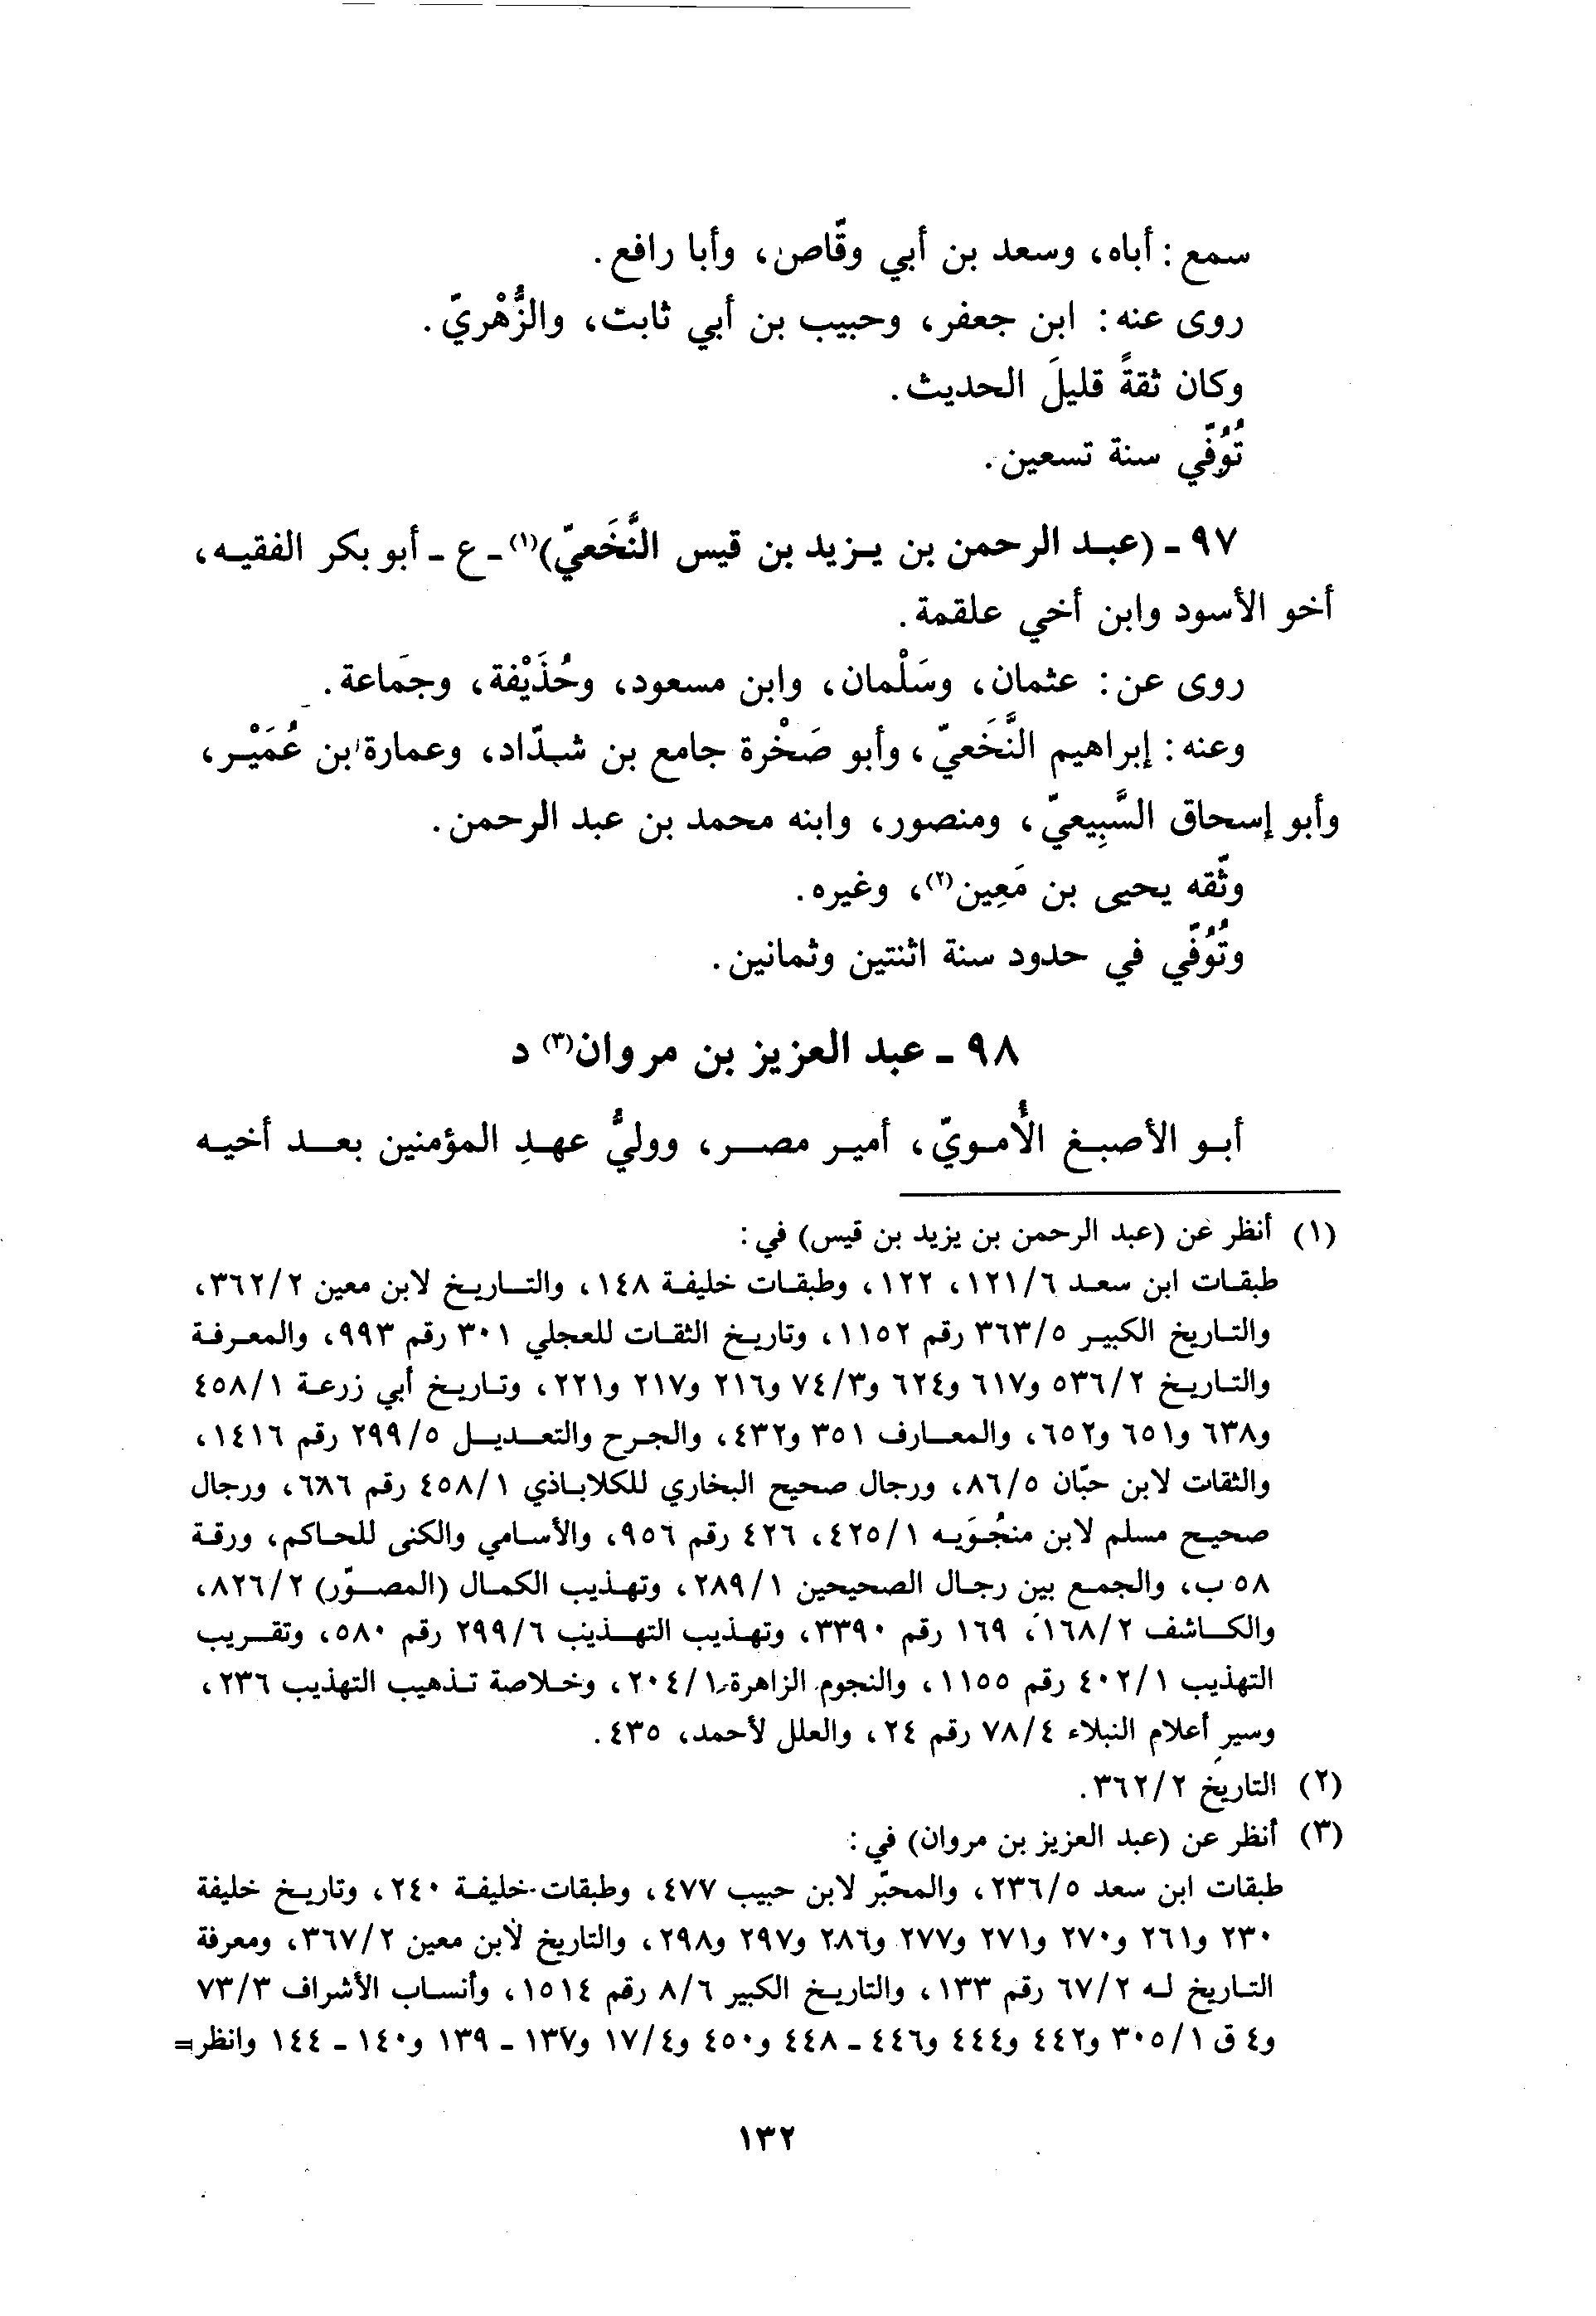 سمع: أباه، وسعد بن أبي وقّاص، وأبا رافع.
روى عنه: ابن جعفر، وحبيب بن أبي ثابت، والزُّهْريّ.
وكان ثقةً قليلَ الحديث.
تُوُفّي سنة تسعين.
٩٧ - (عبد الرحمن بن يزيد بن قيس النَّخَعيّ)(١) - ع - أبو بكر الفقيه،
أخو الأسود وابن أخي علقمة.
روى عن: عثمان، وسَلْمان، وابن مسعود، وحُذَيْفة، وجَماعة.
وعنه: إبراهيم النَّخَعيّ، وأبو صَخْرة جامع بن شدّاد، وعمارة بن عُمَيْر،
وأبو إسحاق السَّبِيعيّ، ومنصور، وابنه محمد بن عبد الرحمن.
وثّقه يحيى بن مَعِين(٢)، وغيره.
وتُوُفّي في حدود سنة اثنتين وثمانين.
٩٨ - عبد العزيز بن مروان(٣) د
أبو الأصبغ الأُمويّ، أمير مصر، ووليُّ عهدِ المؤمنين بعد أخيه
(١) أنظر عن (عبد الرحمن بن يزيد بن قيس) في:
طبقات ابن سعد ٦/١٢١، ١٢٢، وطبقات خليفة ١٤٨، والتاريخ لابن معين ٢/٣٦٢،
والتاريخ الكبير ٥/٣٦٣ رقم ١١٥٢، وتاريخ الثقات للعجلي ٣٠١ رقم ٩٩٣، والمعرفة
والتاريخ ٢/٥٣٦ و٦١٧ و٦٢٤ و٣/٧٤ و٢١٦ و٢١٧ و٢٢١، وتاريخ أبي زرعة ١/٤٥٨
و٦٣٨ و٦٥١ و٦٥٢، والمعارف ٣٥١ و٤٣٢، والجرح والتعديل ٥/٢٩٩ رقم ١٤١٦،
والثقات لابن حبّان ٥/٨٦، ورجال صحيح البخاري للكلاباذي ١/٤٥٨ رقم ٦٨٦، ورجال
صحيح مسلم لابن منجُوَيه ١/٤٢٥، ٤٢٦ رقم ٩٥٦، والأسامي والكنى للحاكم، ورقة
٥٨ ب، والجمع بين رجال الصحيحين ١/٢٨٩، وتهذيب الكمال (المصوّر) ٢/٨٢٦،
والكاشف ٢/١٦٨، ١٦٩ رقم ٣٣٩٠، وتهذيب التهذيب ٦/٢٩٩ رقم ٥٨٠، وتقريب
التهذيب ١/٤٠٢ رقم ١١٥٥، والنجوم الزاهرة ١/٢٠٤، وخلاصة تذهيب التهذيب ٢٣٦،
وسير أعلام النبلاء ٤/٧٨ رقم ٢٤، والعلل لأحمد، ٤٣٥.
(٢) التاريخ ٢/٣٦٢.
(٣) أنظر عن (عبد العزيز بن مروان) في:
طبقات ابن سعد ٥/٢٣٦، والمحبّر لابن حبيب ٤٧٧، وطبقات خليفة ٢٤٠، وتاريخ خليفة
٢٣٠ و٢٦١ و٢٧٠ و٢٧١ و٢٧٧ و٢٨٦ و٢٩٧ و٢٩٨، والتاريخ لابن معين ٢/٣٦٧، ومعرفة
التاريخ له ٢/٦٧ رقم ١٣٣، والتاريخ الكبير ٦/٨ رقم ١٥١٤، وأنساب الأشراف ٣/٧٣
و٤ ق ١/٣٠٥ و٤٤٢ و٤٤٤ و٤٤٦ - ٤٤٨ و٤٥٠ و٤/١٧ و١٣٧ - ١٣٩ و١٤٠ - ١٤٤ وانظر=
١٣٢